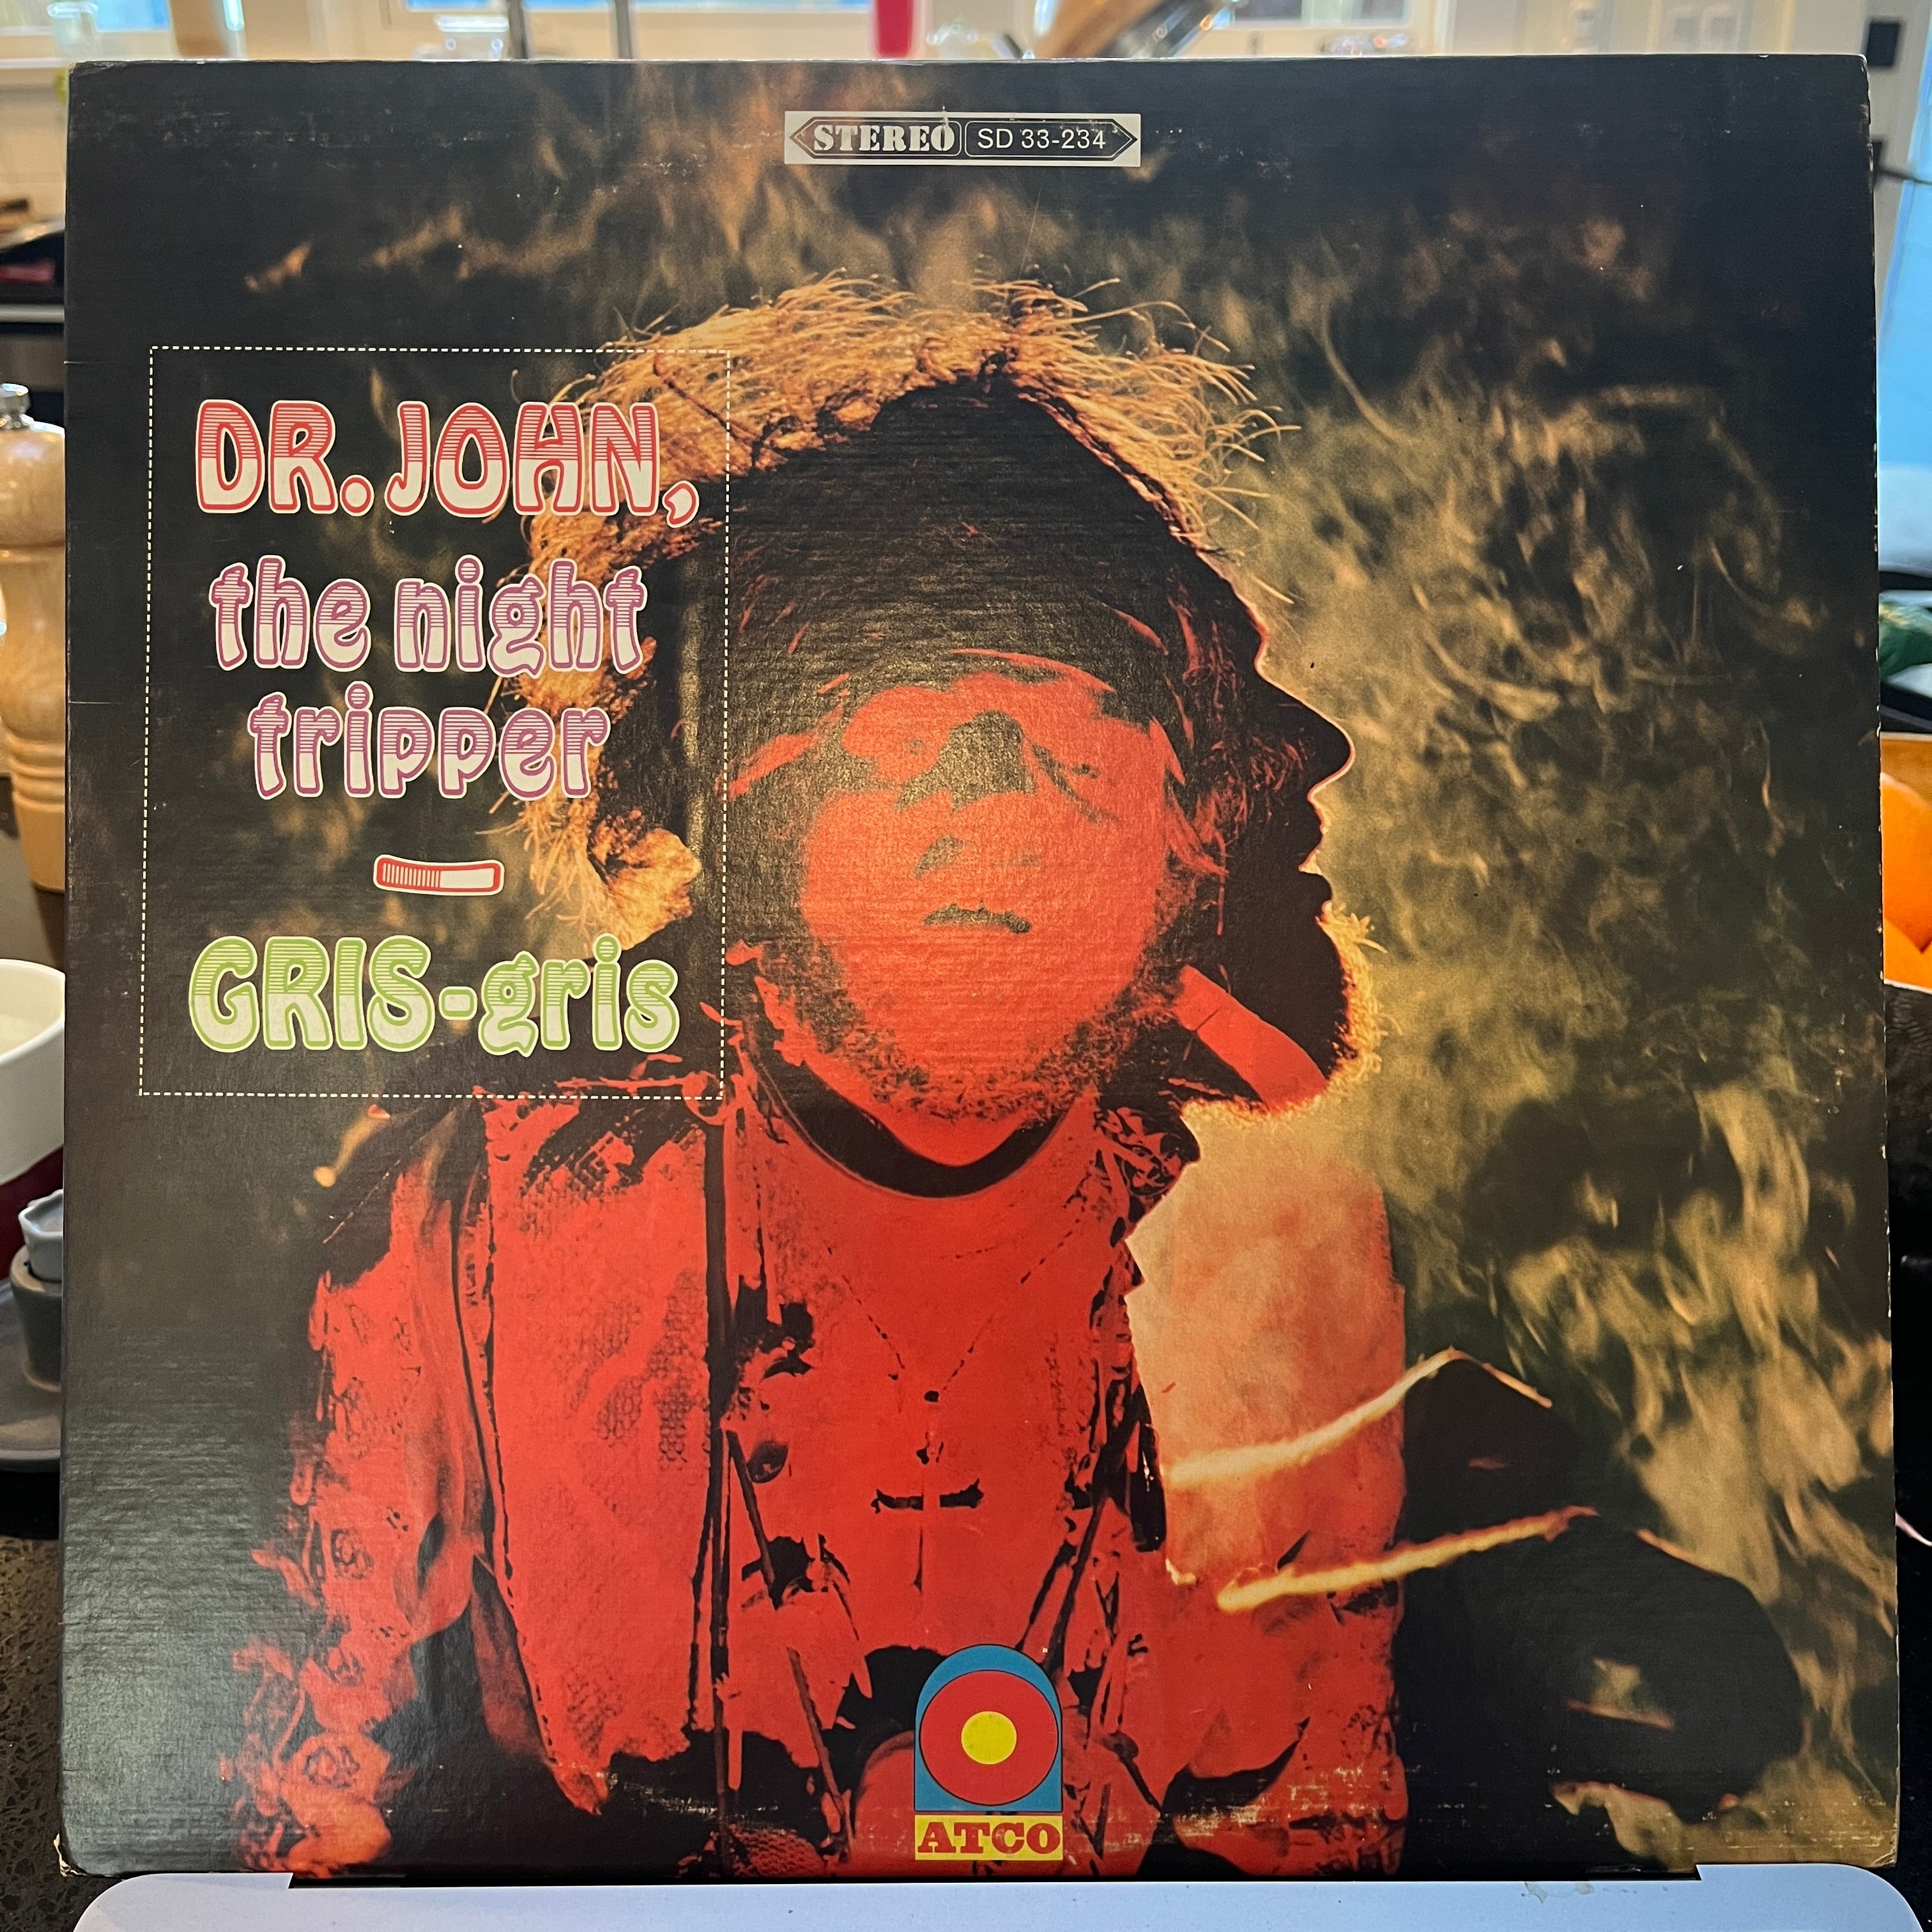 STEREO SD 33-234
DR. JOHN,
the night
tripper
GRIS-gris
ATCO